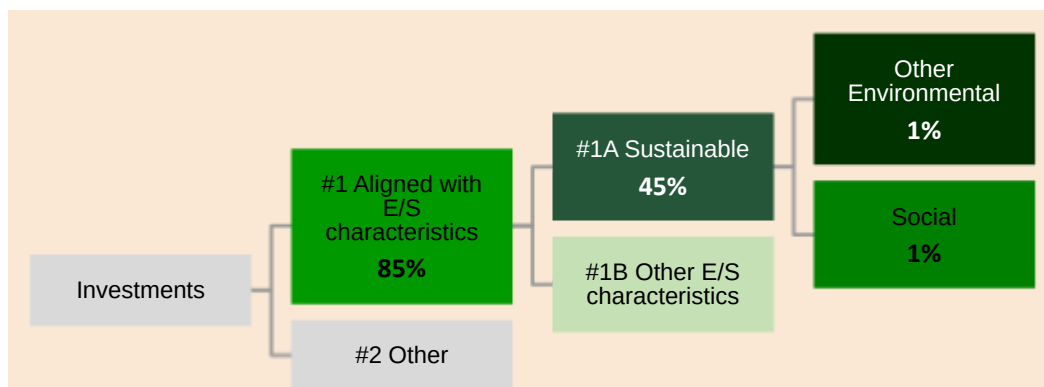 Investments
#1 Aligned with
E/S
characteristics
85%
#2 Other
#1A Sustainable
45%
#1B Other E/S
characteristics
Other
Environmental
1%
Social
1%